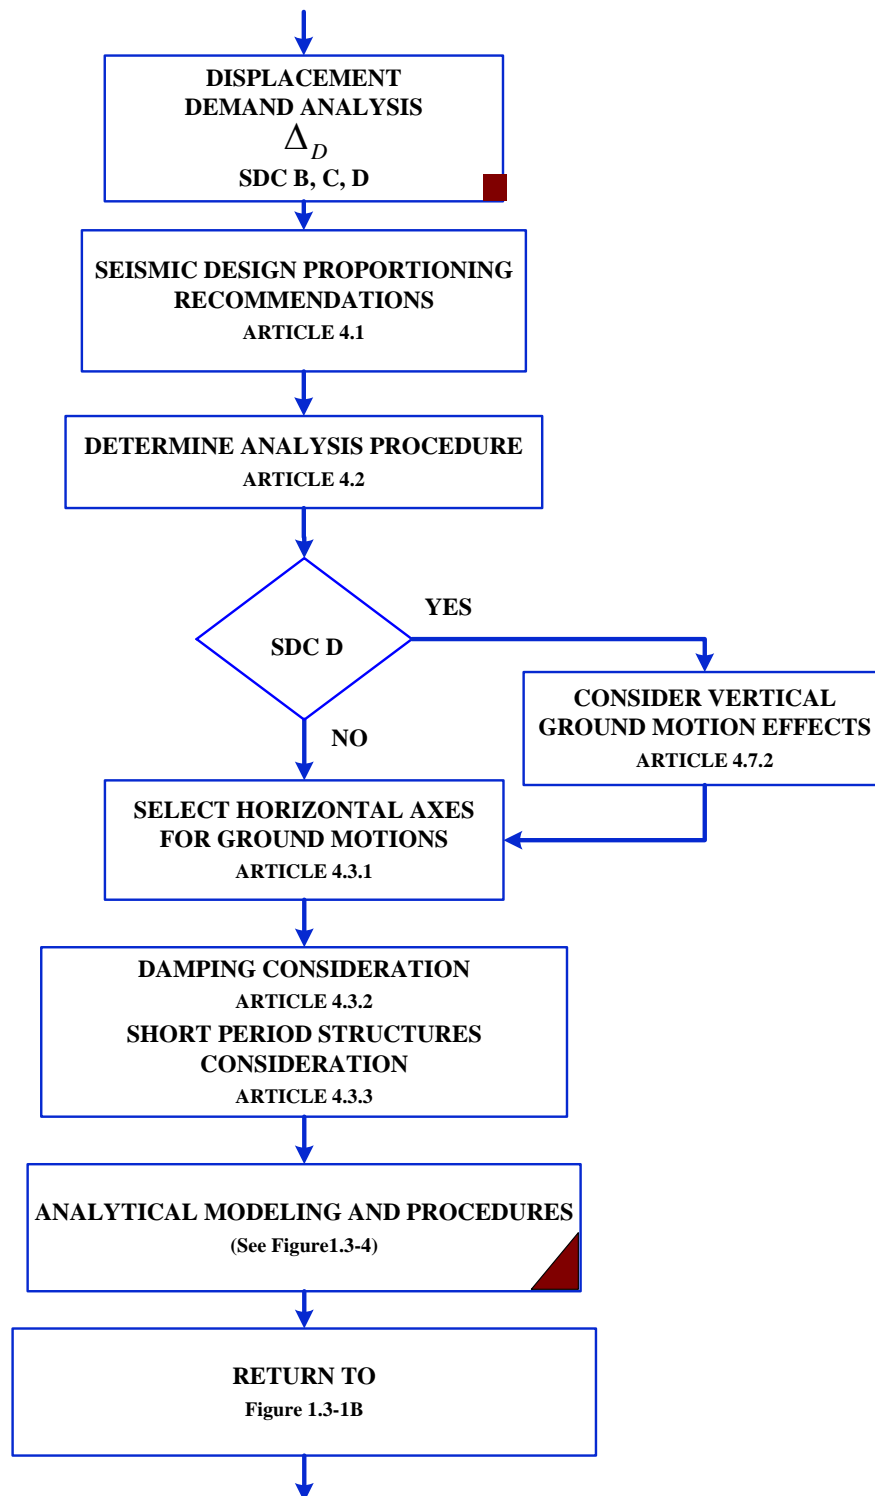 DISPLACEMENT
DEMAND ANALYSIS
Δ_D
SDC B, C, D
SEISMIC DESIGN PROPORTIONING
RECOMMENDATIONS
ARTICLE 4.1
DETERMINE ANALYSIS PROCEDURE
ARTICLE 4.2
SDC D
YES
CONSIDER VERTICAL
GROUND MOTION EFFECTS
ARTICLE 4.7.2
NO
SELECT HORIZONTAL AXES
FOR GROUND MOTIONS
ARTICLE 4.3.1
DAMPING CONSIDERATION
ARTICLE 4.3.2
SHORT PERIOD STRUCTURES
CONSIDERATION
ARTICLE 4.3.3
ANALYTICAL MODELING AND PROCEDURES
(See Figure1.3-4)
RETURN TO
Figure 1.3-1B